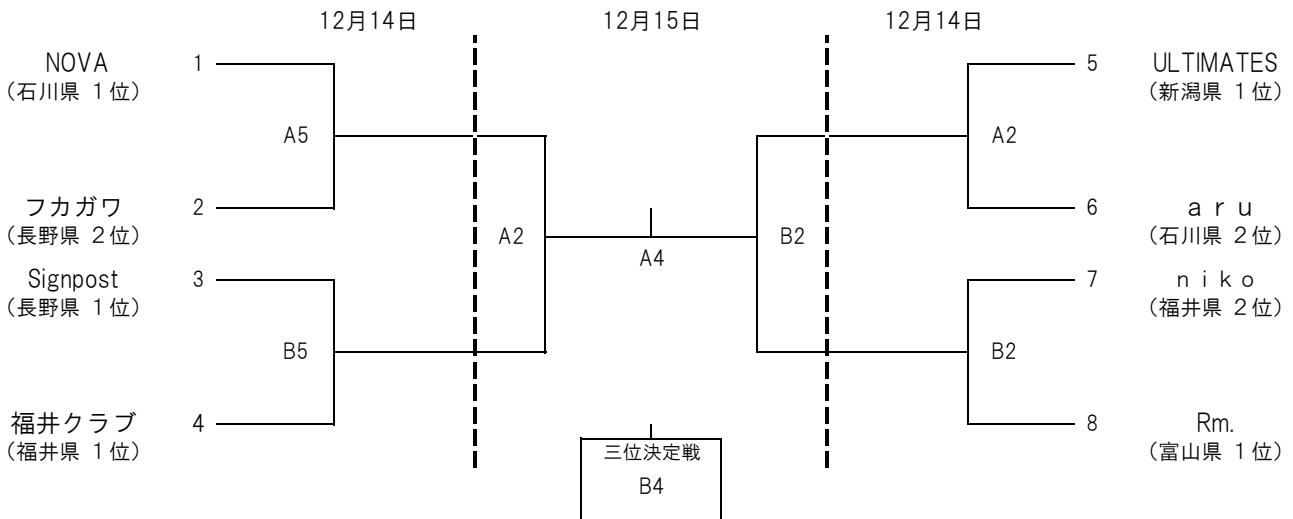 12月14日 12月15日 12月14日
NOVA 1 5 ULTIMATES
（石川県 1位） （新潟県 1位）
A5 A2
フカガワ 2 6 ａｒｕ
（長野県 2位） （石川県 2位）
A2 B2
A4
Signpost 3 7 ｎｉｋｏ
（長野県 1位） （福井県 2位）
B5 B2
福井クラブ 4 8 Rm.
（福井県 1位） （富山県 1位）
三位決定戦
B4